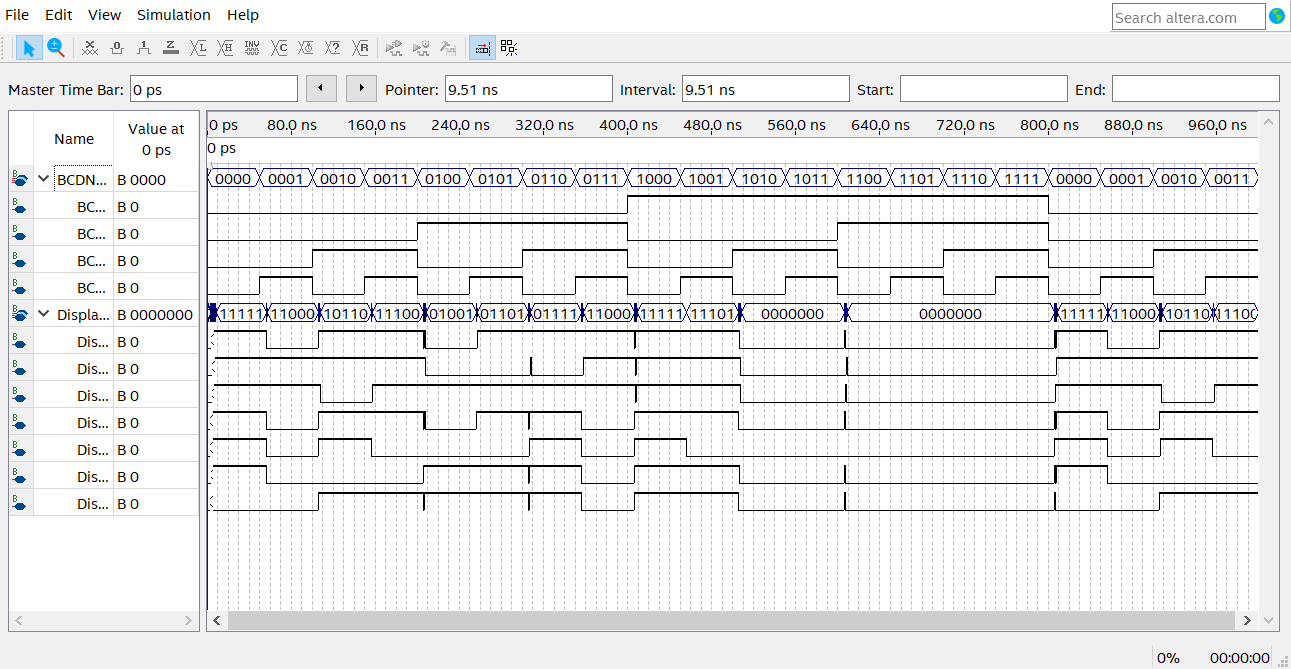 File Edit View Simulation Help
Search altera.com
Master Time Bar: 0 ps Pointer: 9.51 ns Interval: 9.51 ns Start: End:
Name Value at 0 ps
0 ps 80.0 ns 160.0 ns 240.0 ns 320.0 ns 400.0 ns 480.0 ns 560.0 ns 640.0 ns 720.0 ns 800.0 ns 880.0 ns 960.0 ns
0 ps
BCDN... B 0000 0000 0001 0010 0011 0100 0101 0110 0111 1000 1001 1010 1011 1100 1101 1110 1111 0000 0001 0010 0011
BC... B 0
BC... B 0
BC... B 0
BC... B 0
Displa... B 0000000 11111 11000 10110 11100 01001 01101 01111 11000 11111 11101 0000000 0000000 11111 11000 10110 11100
Dis... B 0
Dis... B 0
Dis... B 0
Dis... B 0
Dis... B 0
Dis... B 0
Dis... B 0
0% 00:00:00